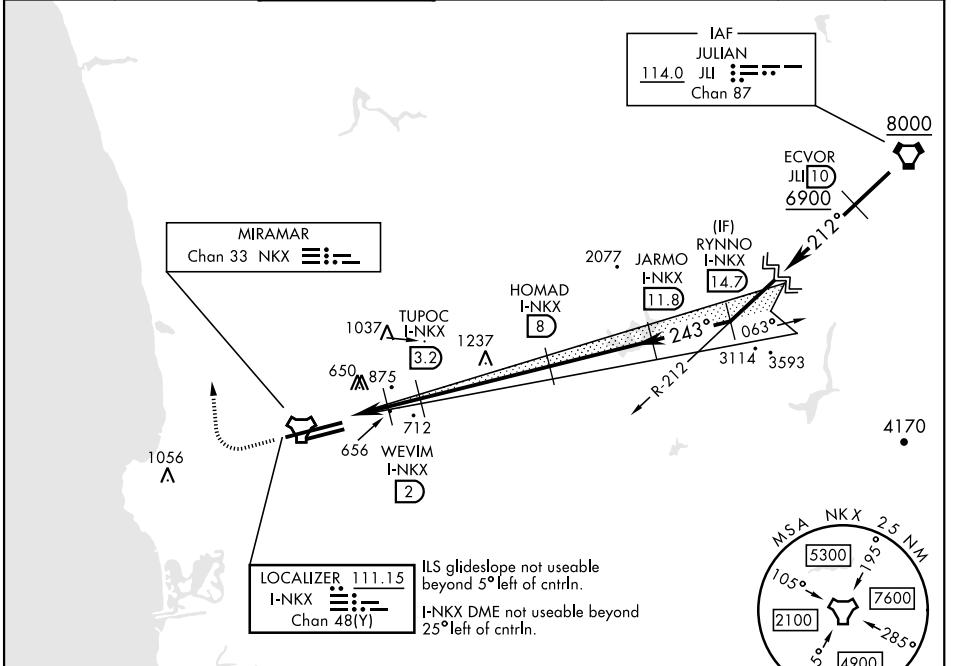 IAF
JULIAN
114.0 JLI
Chan 87
8000
ECVOR
JLI 10
6900
212°
(IF)
RYNNO
I-NKX
14.7
2077
JARMO
I-NKX
11.8
HOMAD
I-NKX
8
MIRAMAR
Chan 33 NKX
TUPOC
I-NKX
3.2
1037
1237
243°
063°
3114
3593
R-212
650
875
712
656
WEVIM
I-NKX
2
1056
4170
LOCALIZER 111.15
I-NKX
Chan 48(Y)
ILS glideslope not useable
beyond 5° left of cntrln.
I-NKX DME not useable beyond
25° left of cntrln.
MSA NKX 25 NM
5300
195°
105°
7600
2100
285°
4900